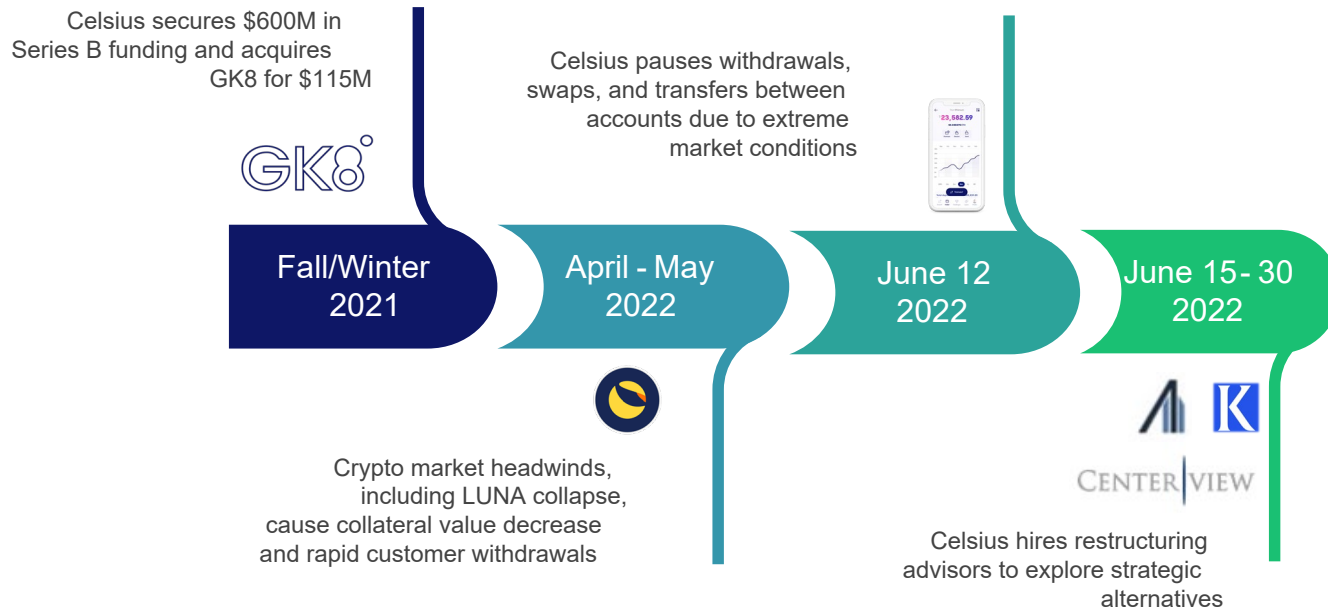 Celsius secures $600M in
Series B funding and acquires
GK8 for $115M
GK8
Fall/Winter
2021
April - May
2022
Crypto market headwinds,
including LUNA collapse,
cause collateral value decrease
and rapid customer withdrawals
Celsius pauses withdrawals,
swaps, and transfers between
accounts due to extreme
market conditions
23,582.59
June 12
2022
June 15 - 30
2022
K
CENTERVIEW
Celsius hires restructuring
advisors to explore strategic
alternatives